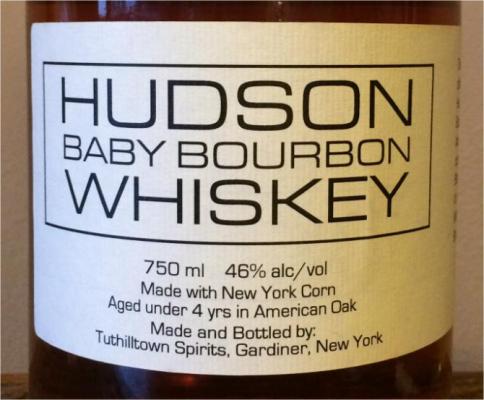 HUDSON
BABY BOURBON
WHISKEY
750 ml 46% alc/vol
Made with New York Corn
Aged under 4 yrs in American Oak
Made and Bottled by:
Tuthilltown Spirits, Gardiner, New York